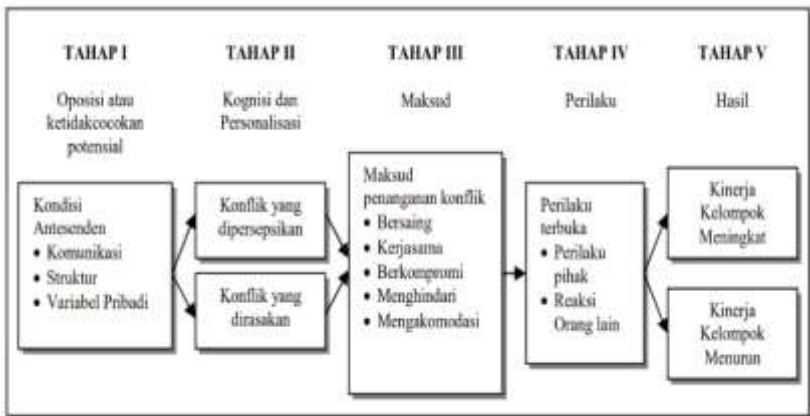 TAHAP I
Oposisi atau
ketidakcocokan
potensial
Kondisi
Antesenden
• Komunikasi
• Struktur
• Variabel Pribadi
TAHAP II
Kognisi dan
Personalisasi
Konflik yang
dipersepsikan
Konflik yang
dirasakan
TAHAP III
Maksud
Maksud
penanganan konflik
• Bersaing
• Kerjasama
• Berkompromi
• Menghindari
• Mengakomodasi
TAHAP IV
Perilaku
Perilaku
terbuka
• Perilaku
pihak
• Reaksi
Orang lain
TAHAP V
Hasil
Kinerja
Kelompok
Meningkat
Kinerja
Kelompok
Menurun